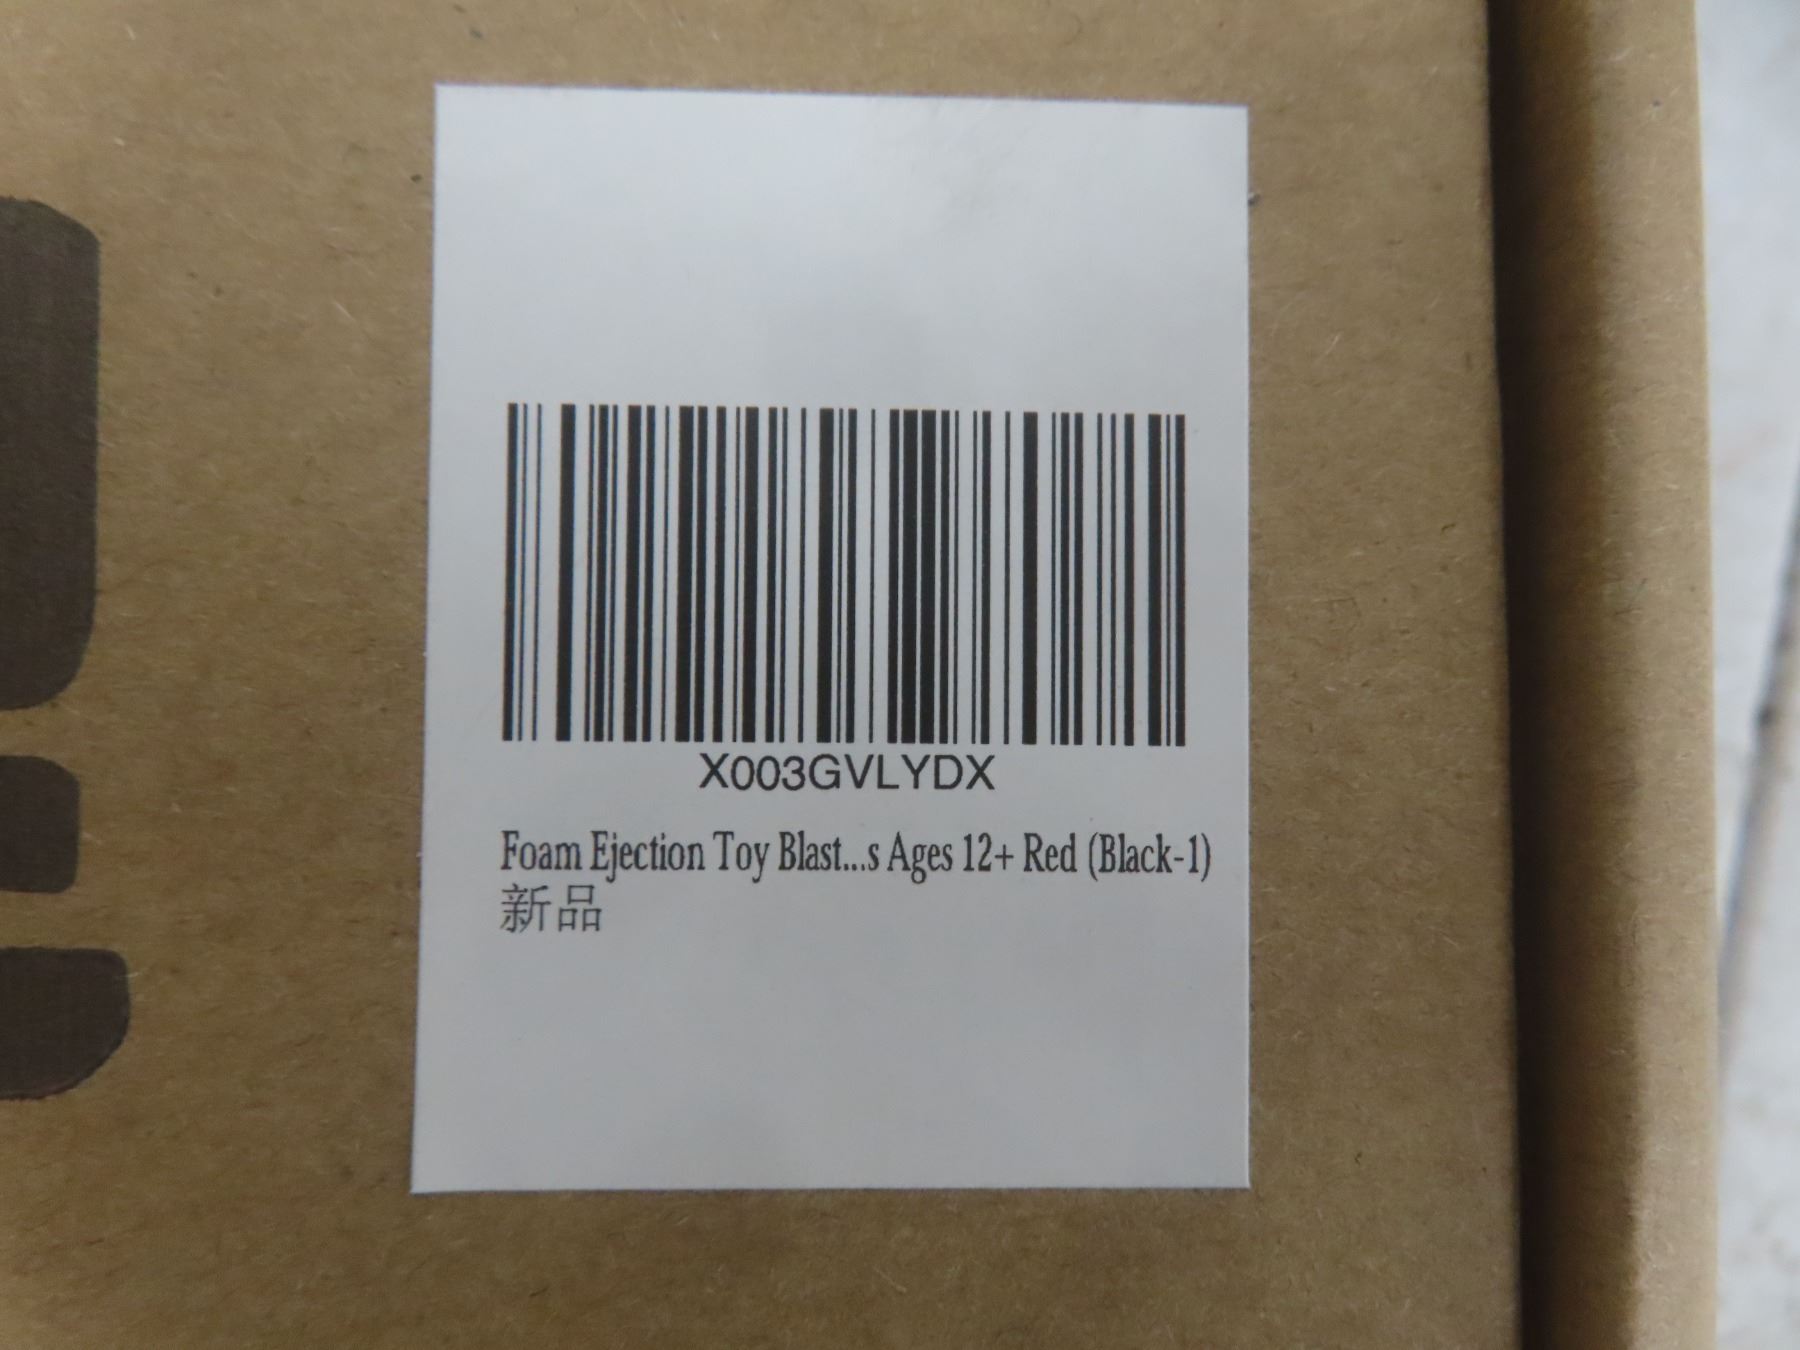 X003GVLYDX
Foam Ejection Toy Blast...s Ages 12+ Red (Black-1)
新品